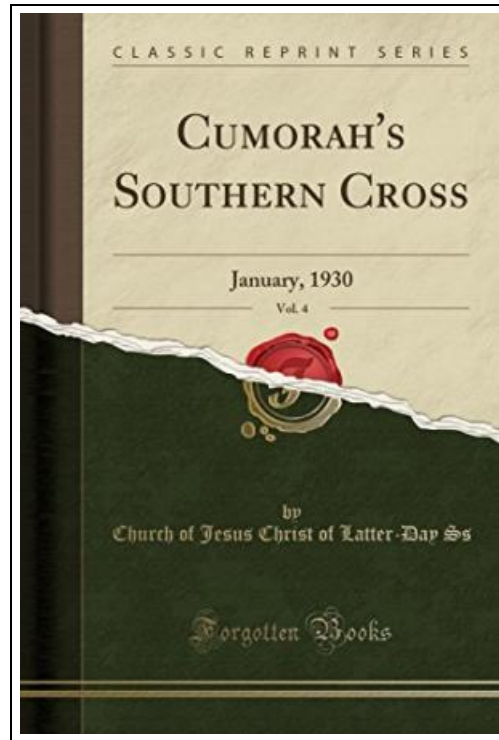 CLASSIC REPRINT SERIES
CUMORAH'S
SOUTHERN CROSS
January, 1930
Vol. 4
by
Church of Jesus Christ of Latter-Day Ss
Forgotten Books